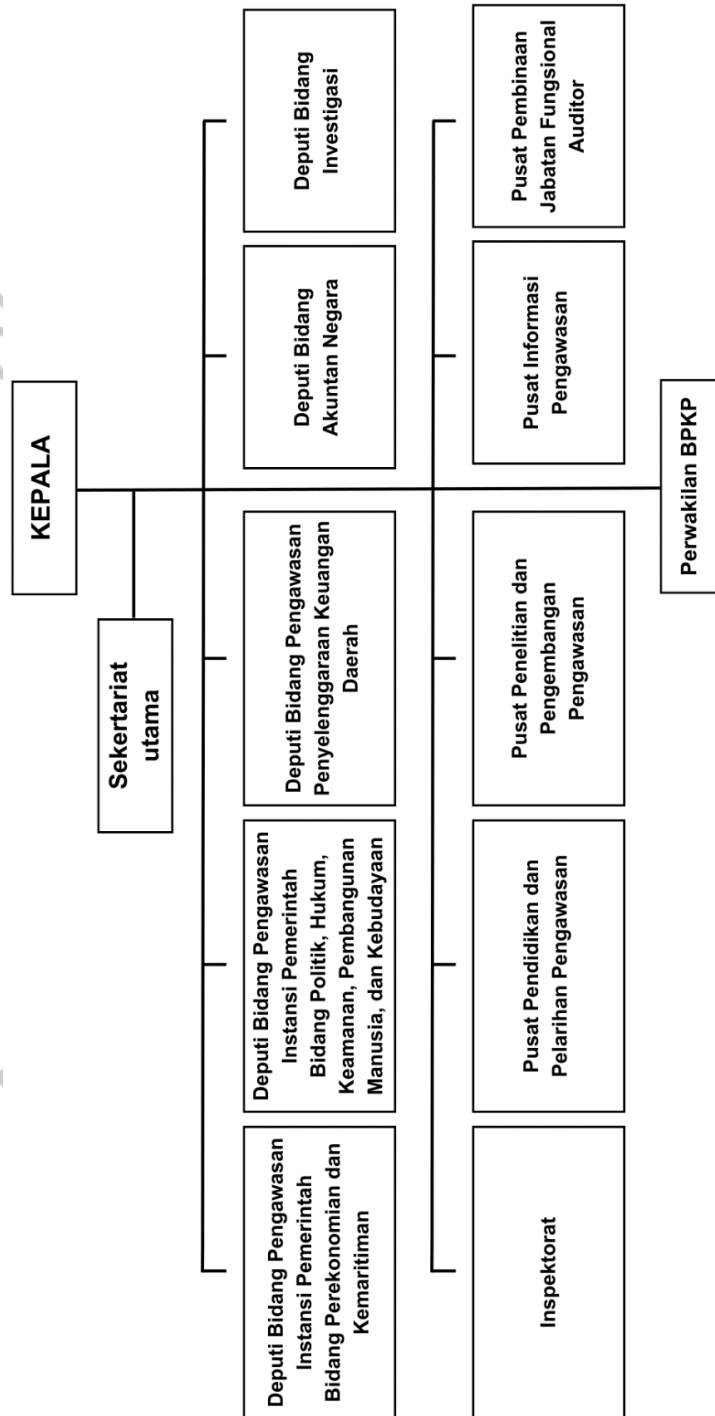 KEPALA
Sekertariat
utama
Deputi Bidang Pengawasan
Instansi Pemerintah
Bidang Perekonomian dan
Kemaritiman
Deputi Bidang Pengawasan
Instansi Pemerintah
Bidang Politik, Hukum,
Keamanan, Pembangunan
Manusia, dan Kebudayaan
Deputi Bidang Pengawasan
Penyelenggaraan Keuangan
Daerah
Deputi Bidang
Akuntan Negara
Deputi Bidang
Investigasi
Inspektorat
Pusat Pendidikan dan
Pelarihan Pengawasan
Pusat Penelitian dan
Pengembangan
Pengawasan
Pusat Informasi
Pengawasan
Pusat Pembinaan
Jabatan Fungsional
Auditor
Perwakilan BPKP